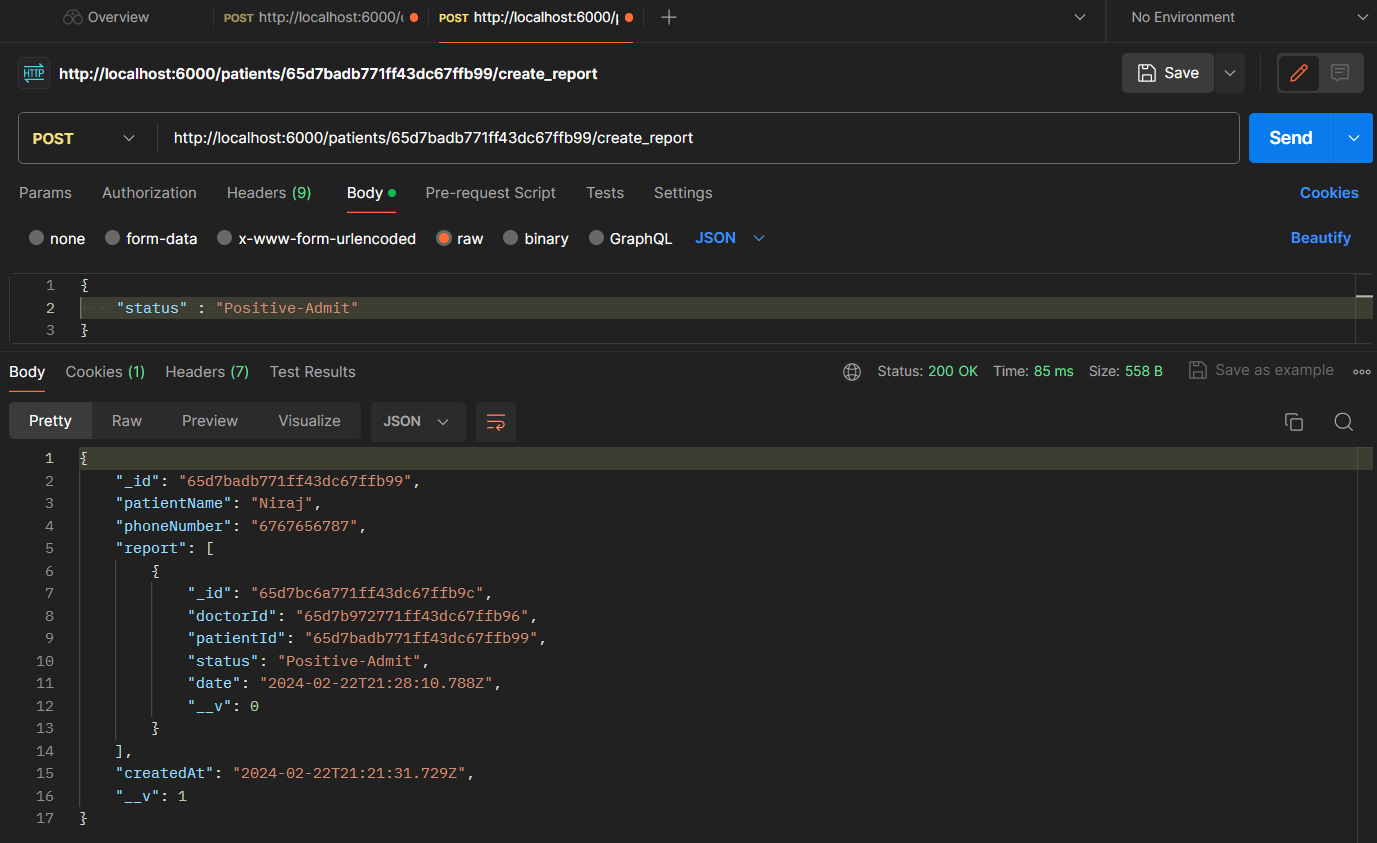 Overview POST http://localhost:6000/ POST http://localhost:6000/ No Environment
HTTP http://localhost:6000/patients/65d7badb771ff43dc67ffb99/create_report Save
POST http://localhost:6000/patients/65d7badb771ff43dc67ffb99/create_report Send
Params Authorization Headers (9) Body Pre-request Script Tests Settings Cookies
none form-data x-www-form-urlencoded raw binary GraphQL JSON Beautify
1 {
2 "status" : "Positive-Admit"
3 }
Body Cookies (1) Headers (7) Test Results Status: 200 OK Time: 85 ms Size: 558 B Save as example
Pretty Raw Preview Visualize JSON
1 {
2 "_id": "65d7badb771ff43dc67ffb99",
3 "patientName": "Niraj",
4 "phoneNumber": "6767656787",
5 "report": [
6 {
7 "_id": "65d7bc6a771ff43dc67ffb9c",
8 "doctorId": "65d7b972771ff43dc67ffb96",
9 "patientId": "65d7badb771ff43dc67ffb99",
10 "status": "Positive-Admit",
11 "date": "2024-02-22T21:28:10.788Z",
12 "__v": 0
13 }
14 ],
15 "createdAt": "2024-02-22T21:21:31.729Z",
16 "__v": 1
17 }